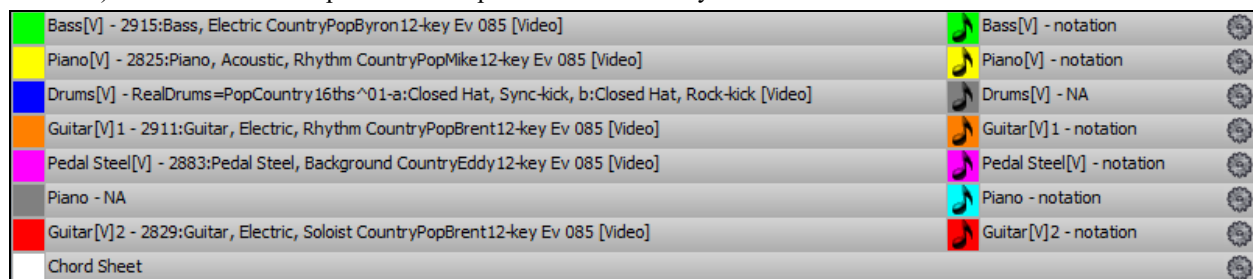 Bass[V] - 2915:Bass, Electric CountryPopByron12-key Ev 085 [Video] Bass[V] - notation
Piano[V] - 2825:Piano, Acoustic, Rhythm CountryPopMike12-key Ev 085 [Video] Piano[V] - notation
Drums[V] - RealDrums=PopCountry16ths^01-a:Closed Hat, Sync-kick, b:Closed Hat, Rock-kick [Video] Drums[V] - NA
Guitar[V]1 - 2911:Guitar, Electric, Rhythm CountryPopBrent12-key Ev 085 [Video] Guitar[V]1 - notation
Pedal Steel[V] - 2883:Pedal Steel, Background CountryEddy12-key Ev 085 [Video] Pedal Steel[V] - notation
Piano - NA Piano - notation
Guitar[V]2 - 2829:Guitar, Electric, Soloist CountryPopBrent12-key Ev 085 [Video] Guitar[V]2 - notation
Chord Sheet